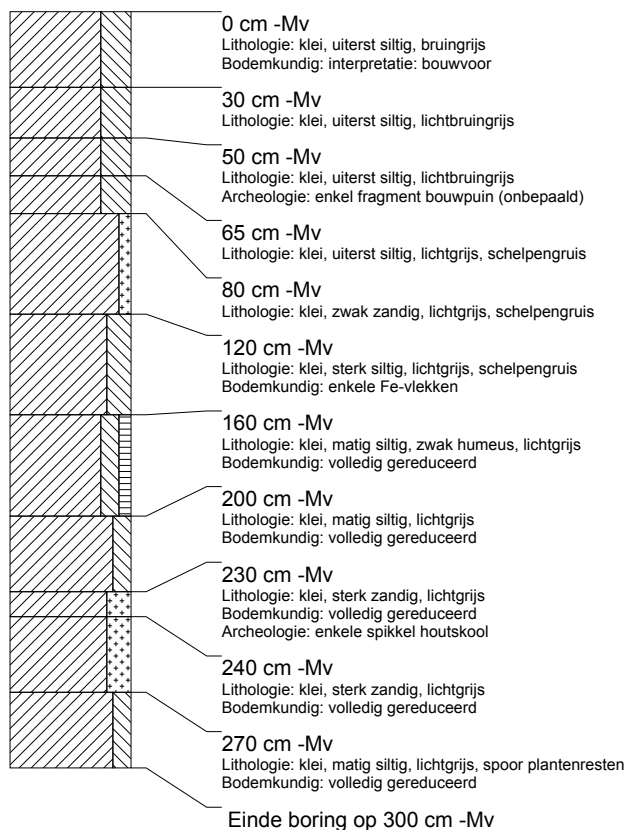 0 cm -Mv
Lithologie: klei, uiterst siltig, bruingrijs
Bodemkundig: interpretatie: bouwvoor
30 cm -Mv
Lithologie: klei, uiterst siltig, lichtbruingrijs
50 cm -Mv
Lithologie: klei, uiterst siltig, lichtbruingrijs
Archeologie: enkel fragment bouwpuin (onbepaald)
65 cm -Mv
Lithologie: klei, uiterst siltig, lichtgrijs, schelpengruis
80 cm -Mv
Lithologie: klei, zwak zandig, lichtgrijs, schelpengruis
120 cm -Mv
Lithologie: klei, sterk siltig, lichtgrijs, schelpengruis
Bodemkundig: enkele Fe-vlekken
160 cm -Mv
Lithologie: klei, matig siltig, zwak humeus, lichtgrijs
Bodemkundig: volledig gereduceerd
200 cm -Mv
Lithologie: klei, matig siltig, lichtgrijs
Bodemkundig: volledig gereduceerd
230 cm -Mv
Lithologie: klei, sterk zandig, lichtgrijs
Bodemkundig: volledig gereduceerd
Archeologie: enkele spikkel houtskool
240 cm -Mv
Lithologie: klei, sterk zandig, lichtgrijs
Bodemkundig: volledig gereduceerd
270 cm -Mv
Lithologie: klei, matig siltig, lichtgrijs, spoor plantenresten
Bodemkundig: volledig gereduceerd
Einde boring op 300 cm -Mv